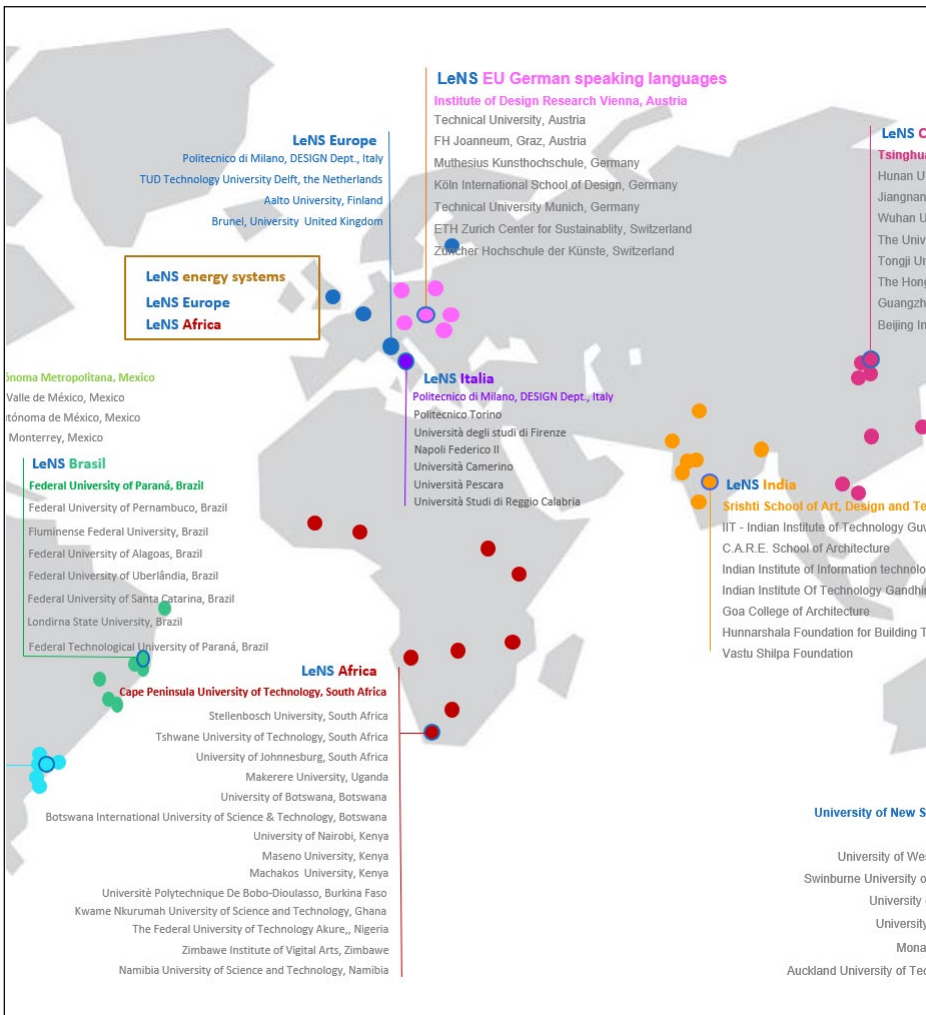 LeNS EU German speaking languages
Institute of Design Research Vienna, Austria
Technical University, Austria
FH Joanneum, Graz, Austria
Muthesius Kunsthochschule, Germany
Köln International School of Design, Germany
Technical University Munich, Germany
ETH Zurich Center for Sustainablity, Switzerland
Zürcher Hochschule der Künste, Switzerland
LeNS Europe
Politecnico di Milano, DESIGN Dept., Italy
TUD Technology University Delft, the Netherlands
Aalto University, Finland
Brunel, University United Kingdom
LeNS energy systems
LeNS Europe
LeNS Africa
LeNS C
Tsinghua
Hunan U
Jiangnan
Wuhan U
The Univ
Tongji Un
The Hong
Guangzh
Beijing In
ónoma Metropolitana, Mexico
Valle de México, Mexico
utónoma de México, Mexico
Monterrey, Mexico
LeNS Italia
Politecnico di Milano, DESIGN Dept., Italy
Politecnico Torino
Università degli studi di Firenze
Napoli Federico II
Università Camerino
Università Pescara
Università Studi di Reggio Calabria
LeNS Brasil
Federal University of Paraná, Brazil
Federal University of Pernambuco, Brazil
Fluminense Federal University, Brazil
Federal University of Alagoas, Brazil
Federal University of Uberlândia, Brazil
Federal University of Santa Catarina, Brazil
Londirna State University, Brazil
Federal Technological University of Paraná, Brazil
LeNS India
Srishti School of Art, Design and Te
IIT - Indian Institute of Technology Guw
C.A.R.E. School of Architecture
Indian Institute of Information technolo
Indian Institute Of Technology Gandhin
Goa College of Architecture
Hunnarshala Foundation for Building T
Vastu Shilpa Foundation
LeNS Africa
Cape Peninsula University of Technology, South Africa
Stellenbosch University, South Africa
Tshwane University of Technology, South Africa
University of Johnnesburg, South Africa
Makerere University, Uganda
University of Botswana, Botswana
Botswana International University of Science & Technology, Botswana
University of Nairobi, Kenya
Maseno University, Kenya
Machakos University, Kenya
Universitè Polytechnique De Bobo-Dioulasso, Burkina Faso
Kwame Nkurumah University of Science and Technology, Ghana
The Federal University of Technology Akure,, Nigeria
Zimbawe Institute of Vigital Arts, Zimbawe
Namibia University of Science and Technology, Namibia
University of New S
University of Wes
Swinburne University o
University
University
Mona
Auckland University of Tec